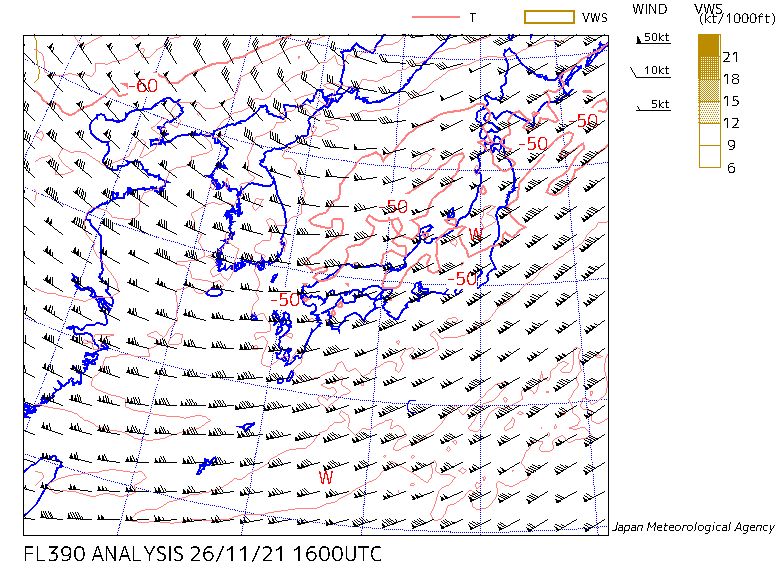 T VWS WIND VWS
(kt/1000ft)
50kt
10kt
5kt
21
18
15
12
9
6
-60
50
-50
50
W
-50
-50
C
W
Japan Meteorological Agency
FL390 ANALYSIS 26/11/21 1600UTC